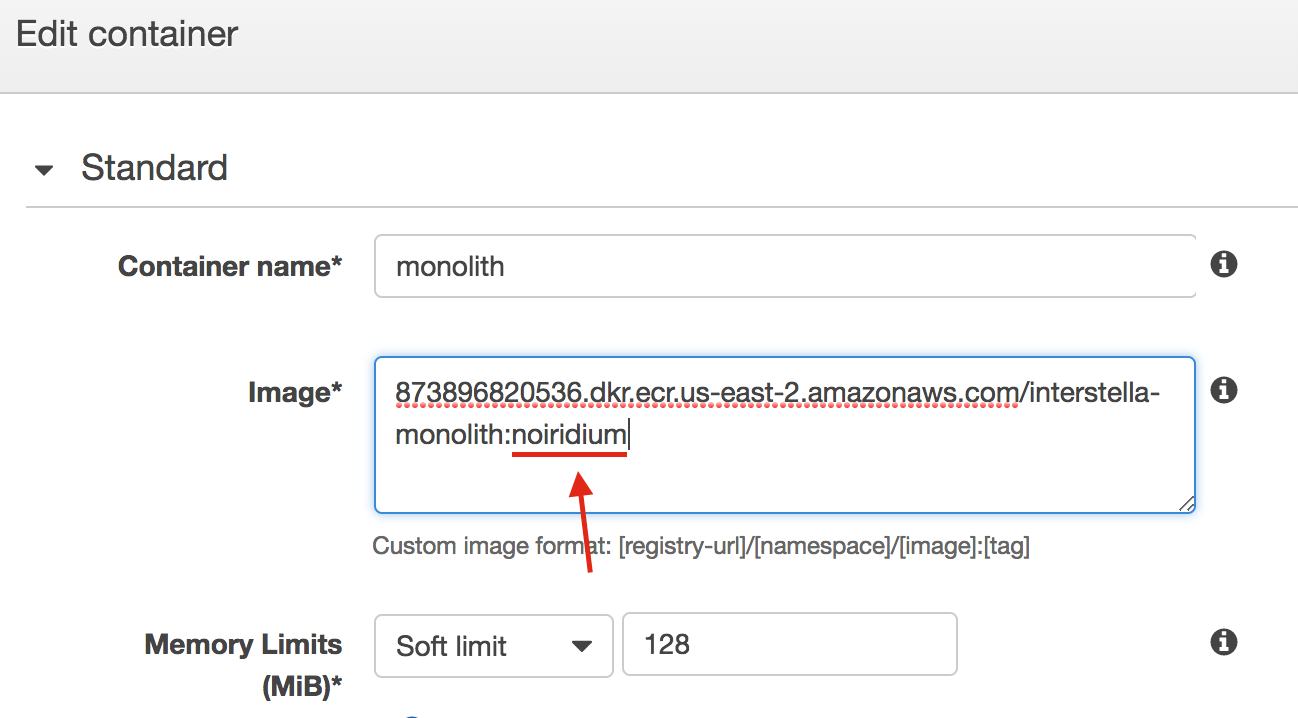 Edit container
Standard
Container name*
monolith
Image*
873896820536.dkr.ecr.us-east-2.amazonaws.com/interstella-
monolith:noiridium
Custom image format: [registry-url]/[namespace]/[image]:[tag]
Memory Limits
(MiB)*
Soft limit
128